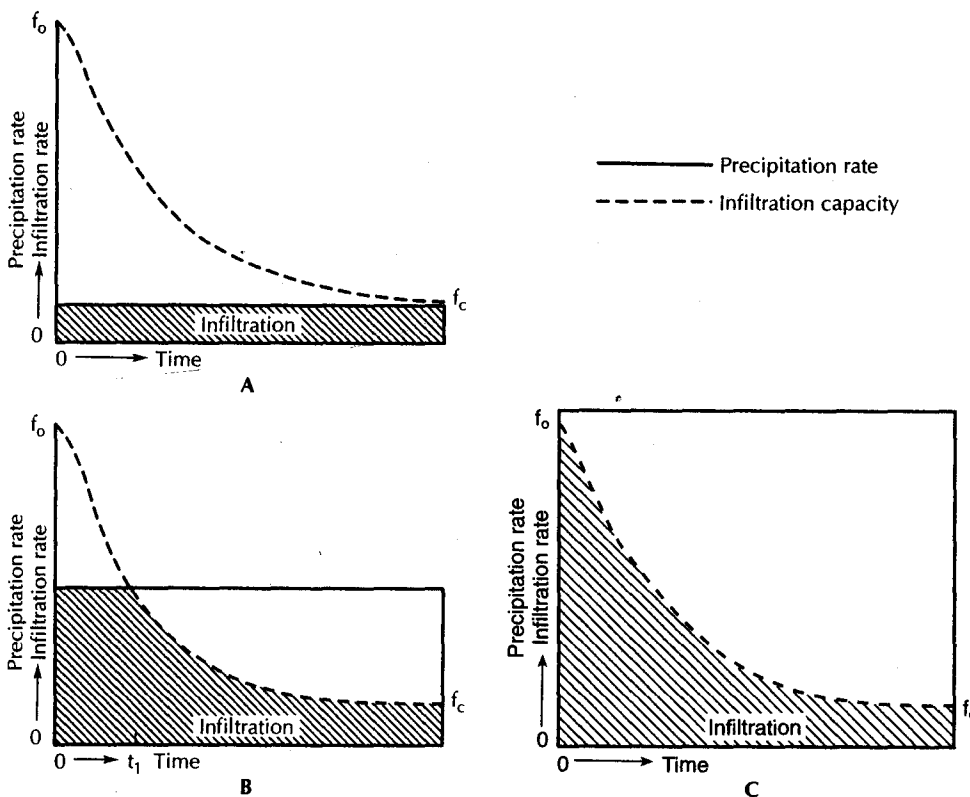 fo
Precipitation rate
Infiltration rate
0
Infiltration
fc
0 Time
A
Precipitation rate
Infiltration capacity
fo
Precipitation rate
Infiltration rate
0
Infiltration
fc
0 t1 Time
B
fo
Precipitation rate
Infiltration rate
0
Infiltration
0 Time
C